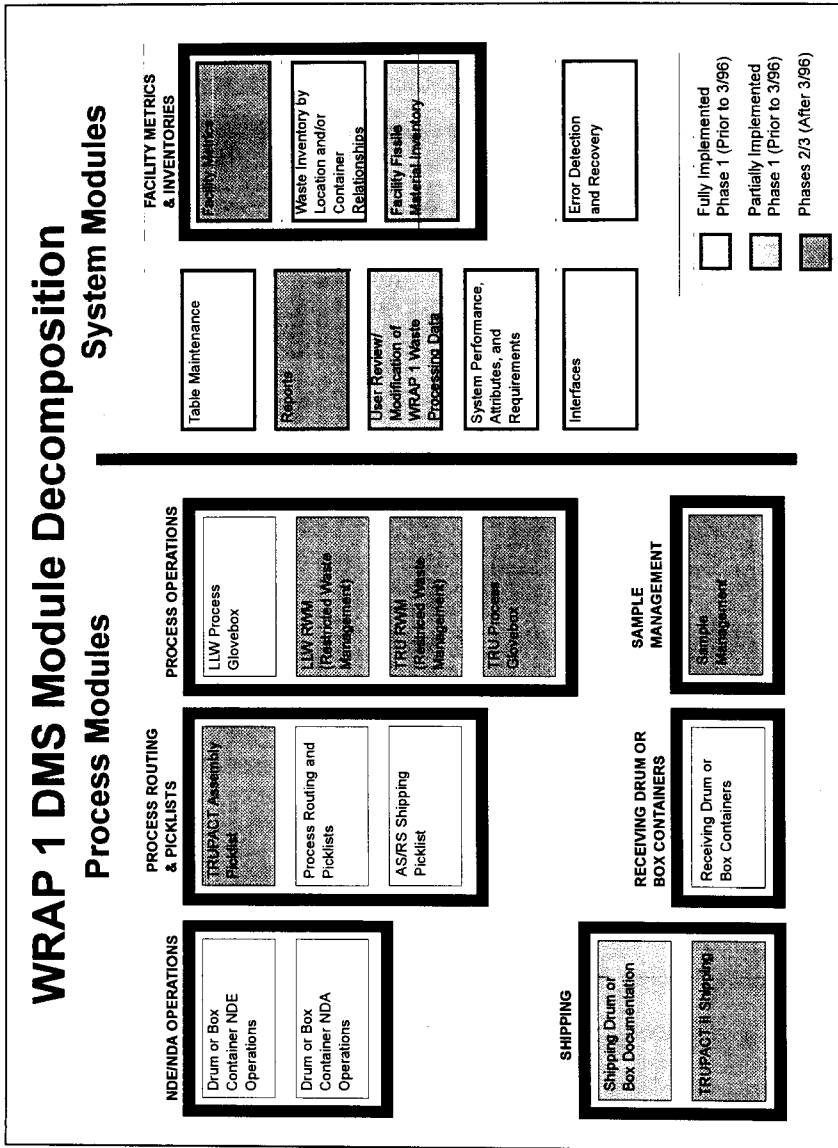 WRAP 1 DMS Module Decomposition
Process Modules
System Modules
NDE/NDA OPERATIONS
Drum or Box
Container NDE
Operations
Drum or Box
Container NDA
Operations
PROCESS ROUTING
& PICKLISTS
TRUPACT Assembly
Picklist
Process Routing and
Picklists
AS/RS Shipping
Picklist
PROCESS OPERATIONS
LLW Process
Glovebox
LLW RWM
(Restricted Waste
Management)
TRU RWM
(Restriced Waste
Management)
TRU Process
Glovebox
SHIPPING
Shipping Drum or
Box Documentation
TRUPACT II Shipping
RECEIVING DRUM OR
BOX CONTAINERS
Receiving Drum or
Box Containers
SAMPLE
MANAGEMENT
Sample
Management
Table Maintenance
Reports
User Review/
Modification of
WRAP 1 Waste
Processing Data
System Performance,
Attributes, and
Requirements
Interfaces
FACILITY METRICS
& INVENTORIES
Facility Metrics
Waste Inventory by
Location and/or
Container
Relationships
Facility Fissile
Material Inventory
Error Detection
and Recovery
Fully Implemented
Phase 1 (Prior to 3/96)
Partially Implemented
Phase 1 (Prior to 3/96)
Phases 2/3 (After 3/96)